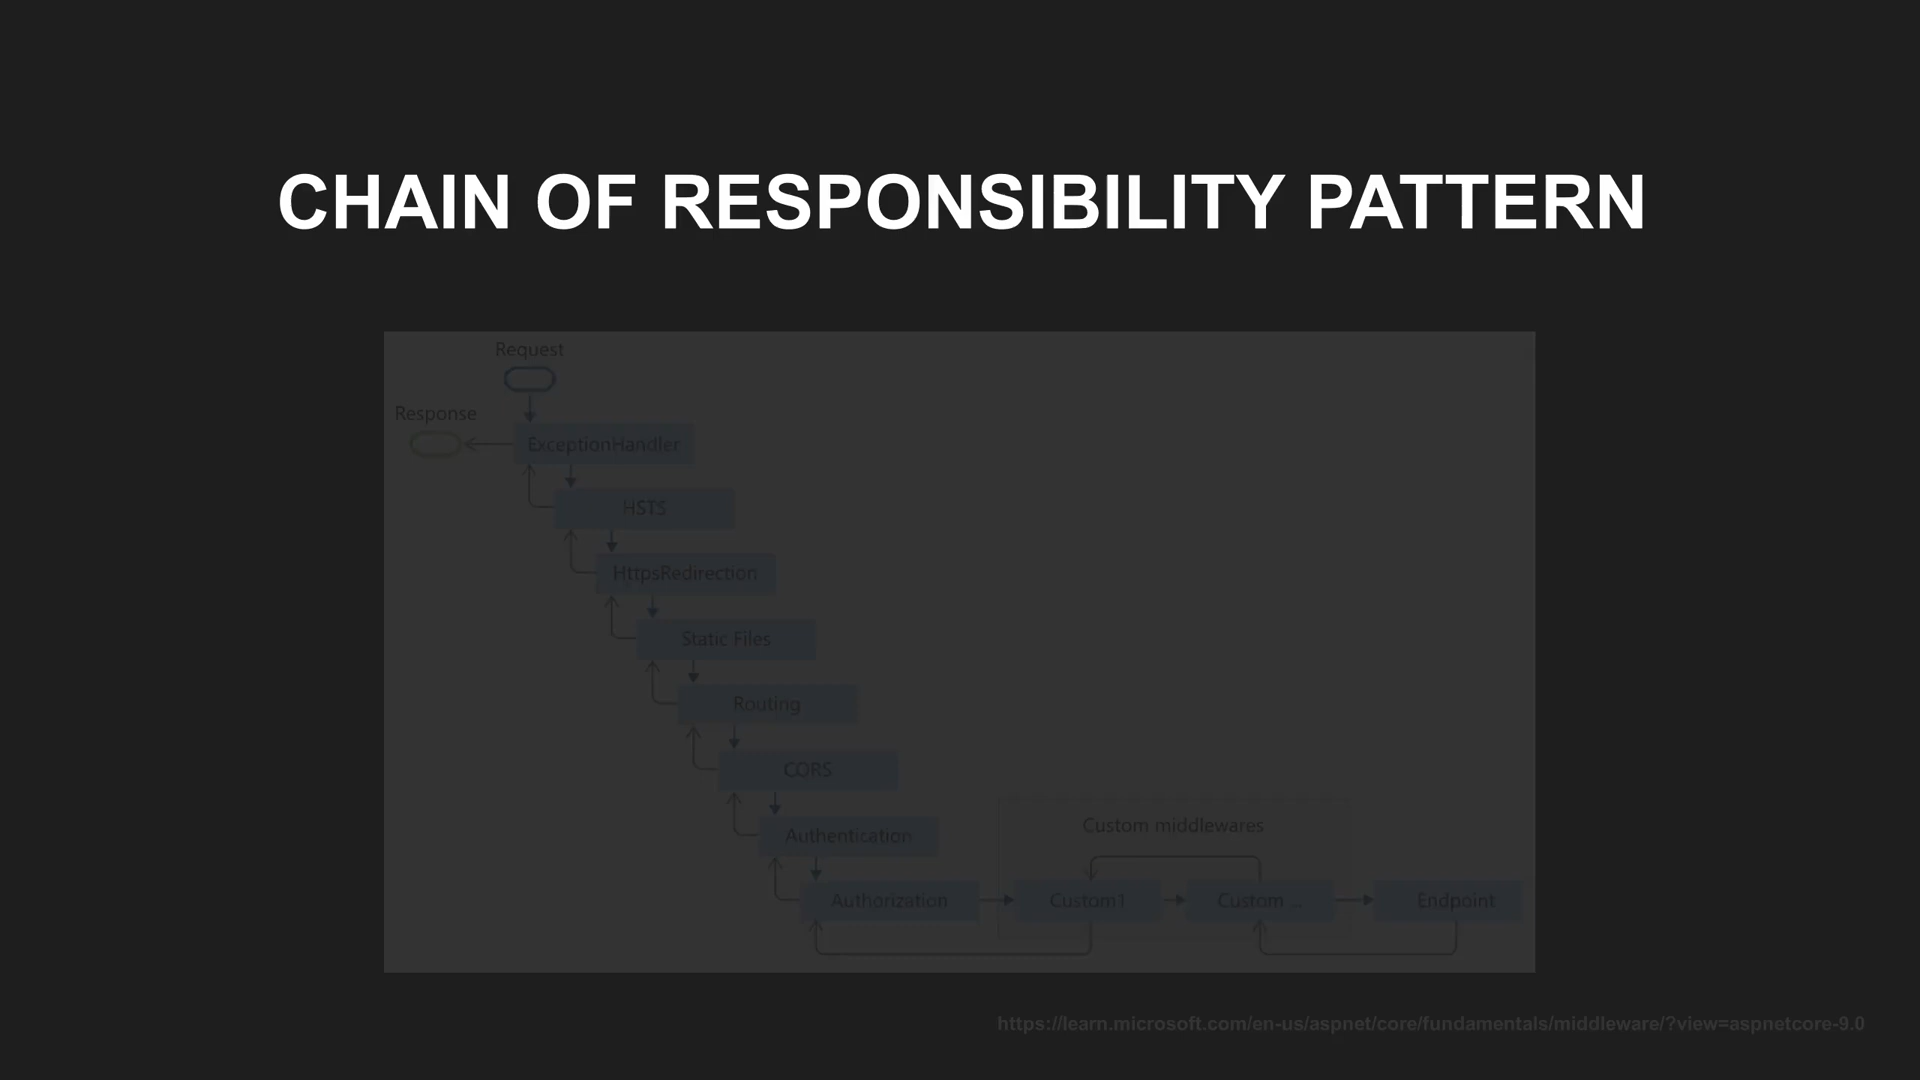 CHAIN OF RESPONSIBILITY PATTERN
Request
Response
ExceptionHandler
HSTS
HttpsRedirection
Static Files
Routing
CORS
Authentication
Custom middlewares
Authorization
Custom1
Custom ...
Endpoint
https://learn.microsoft.com/en-us/aspnet/core/fundamentals/middleware/?view=aspnetcore-9.0